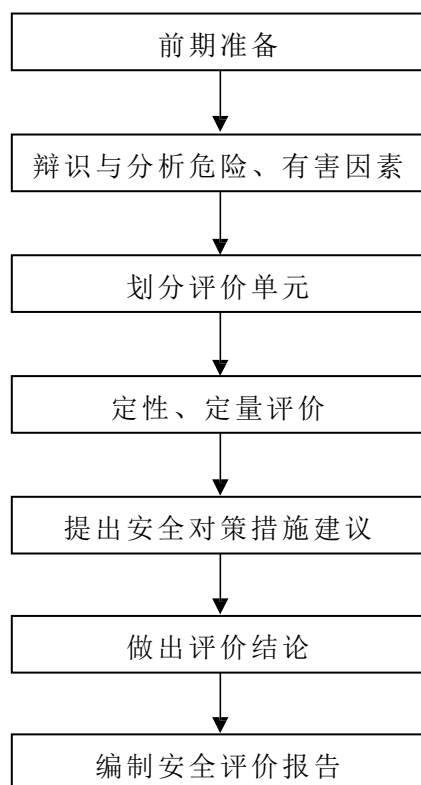 前期准备
辩识与分析危险、有害因素
划分评价单元
定性、定量评价
提出安全对策措施建议
做出评价结论
编制安全评价报告